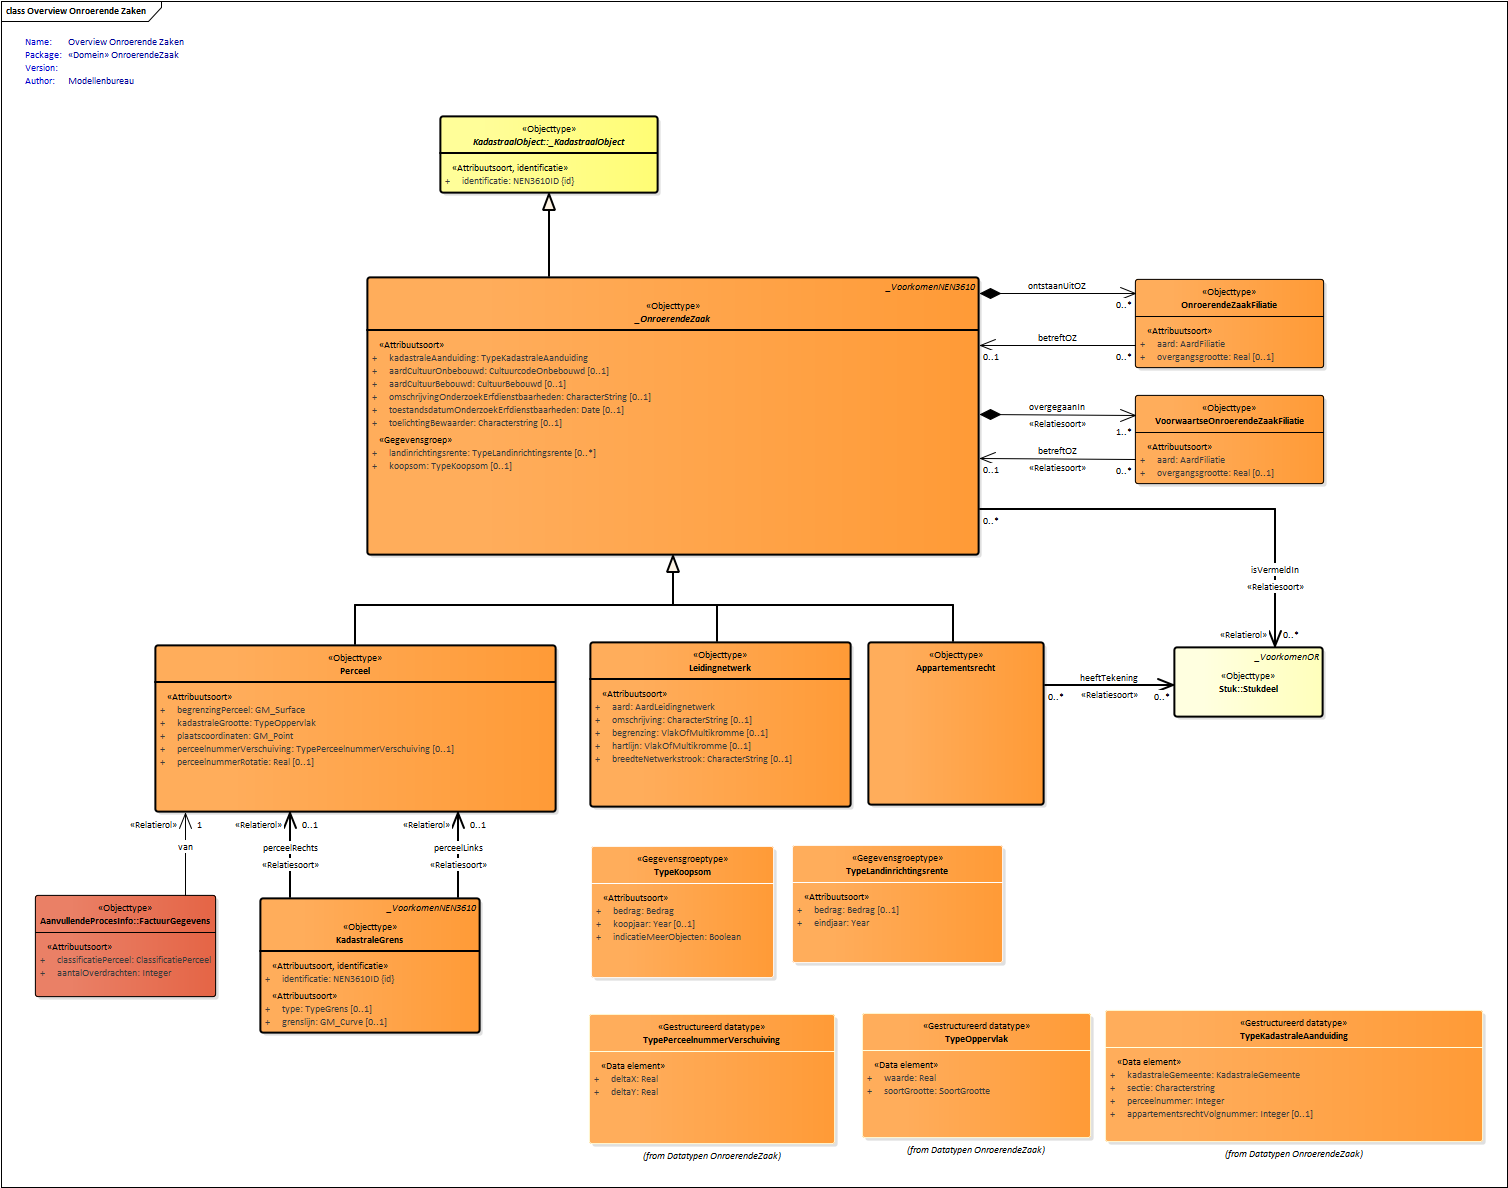 class Overview Onroerende Zaken
Name: Overview Onroerende Zaken
Package: «Domein» OnroerendeZaak
Version:
Author: Modellenbureau
«Objecttype»
KadastraalObject::_KadastraalObject
«Attribuutsoort, identificatie»
+ identificatie: NEN3610ID {id}
_VoorkomenNEN3610
«Objecttype»
_OnroerendeZaak
«Attribuutsoort»
+ kadastraleAanduiding: TypeKadastraleAanduiding
+ aardCultuurOnbebouwd: CultuurcodeOnbebouwd [0..1]
+ aardCultuurBebouwd: CultuurBebouwd [0..1]
+ omschrijvingOnderzoekErfdienstbaarheden: CharacterString [0..1]
+ toestandsdatumOnderzoekErfdienstbaarheden: Date [0..1]
+ toelichtingBewaarder: Characterstring [0..1]
«Gegevensgroep»
+ landinrichtingsrente: TypeLandinrichtingsrente [0..*]
+ koopsom: TypeKoopsom [0..1]
ontstaanUitOZ
0..*
betreftOZ
0..1 0..*
overgegaanIn
«Relatiesoort»
1..*
betreftOZ
0..1 «Relatiesoort» 0..*
0..*
«Objecttype»
OnroerendeZaakFiliatie
«Attribuutsoort»
+ aard: AardFiliatie
+ overgangsgrootte: Real [0..1]
«Objecttype»
VoorwaartseOnroerendeZaakFiliatie
«Attribuutsoort»
+ aard: AardFiliatie
+ overgangsgrootte: Real [0..1]
isVermeldIn
«Relatiesoort»
«Relatierol» 0..*
«Objecttype»
Perceel
«Attribuutsoort»
+ begrenzingPerceel: GM_Surface
+ kadastraleGrootte: TypeOppervlak
+ plaatscoordinaten: GM_Point
+ perceelnummerVerschuiving: TypePerceelnummerVerschuiving [0..1]
+ perceelnummerRotatie: Real [0..1]
«Objecttype»
Leidingnetwerk
«Attribuutsoort»
+ aard: AardLeidingnetwerk
+ omschrijving: CharacterString [0..1]
+ begrenzing: VlakOfMultikromme [0..1]
+ hartlijn: VlakOfMultikromme [0..1]
+ breedteNetwerkstrook: CharacterString [0..1]
«Objecttype»
Appartementsrecht
heeftTekening
0..* «Relatiesoort» 0..*
_VoorkomenOR
«Objecttype»
Stuk::Stukdeel
«Relatierol» 1
van
«Relatierol» 0..1
perceelRechts
«Relatiesoort»
«Relatierol» 0..1
perceelLinks
«Relatiesoort»
«Objecttype»
AanvullendeProcesInfo::FactuurGegevens
«Attribuutsoort»
+ classificatiePerceel: ClassificatiePerceel
+ aantalOverdrachten: Integer
_VoorkomenNEN3610
«Objecttype»
KadastraleGrens
«Attribuutsoort, identificatie»
+ identificatie: NEN3610ID {id}
«Attribuutsoort»
+ type: TypeGrens [0..1]
+ grenslijn: GM_Curve [0..1]
«Gegevensgroeptype»
TypeKoopsom
«Attribuutsoort»
+ bedrag: Bedrag
+ koopjaar: Year [0..1]
+ indicatieMeerObjecten: Boolean
«Gegevensgroeptype»
TypeLandinrichtingsrente
«Attribuutsoort»
+ bedrag: Bedrag [0..1]
+ eindjaar: Year
«Gestructureerd datatype»
TypePerceelnummerVerschuiving
«Data element»
+ deltaX: Real
+ deltaY: Real
(from Datatypen OnroerendeZaak)
«Gestructureerd datatype»
TypeOppervlak
«Data element»
+ waarde: Real
+ soortGrootte: SoortGrootte
(from Datatypen OnroerendeZaak)
«Gestructureerd datatype»
TypeKadastraleAanduiding
«Data element»
+ kadastraleGemeente: KadastraleGemeente
+ sectie: Characterstring
+ perceelnummer: Integer
+ appartementsrechtVolgnummer: Integer [0..1]
(from Datatypen OnroerendeZaak)